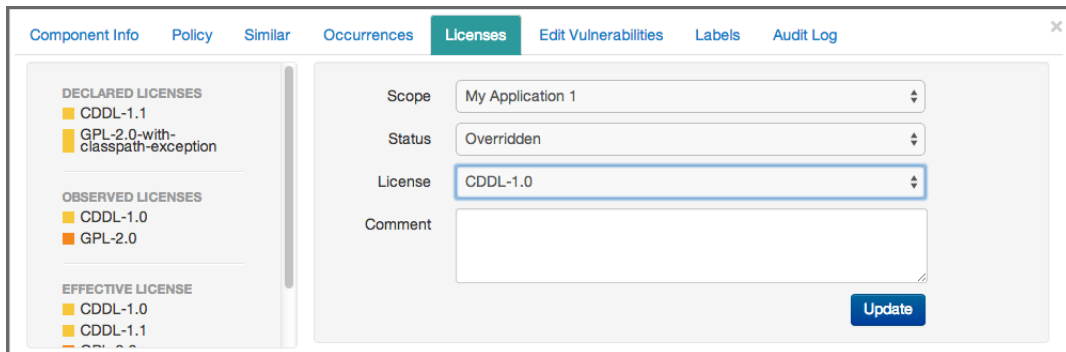 Component Info Policy Similar Occurrences Licenses Edit Vulnerabilities Labels Audit Log ×
DECLARED LICENSES
CDDL-1.1
GPL-2.0-with-
classpath-exception
OBSERVED LICENSES
CDDL-1.0
GPL-2.0
EFFECTIVE LICENSE
CDDL-1.0
CDDL-1.1
Scope My Application 1
Status Overridden
License CDDL-1.0
Comment
Update